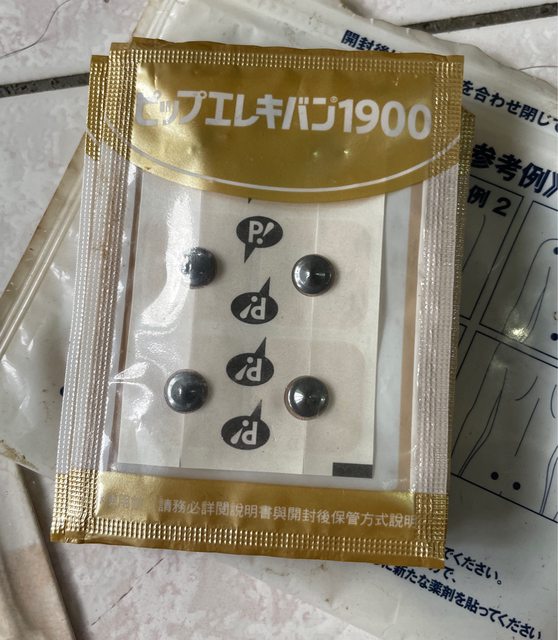 開封後
を合わせ閉じて
ピップエレキバン1900
参考例》
例 2
P!
P!
P!
P!
請務必詳閱說明書與開封後保管方式說明
ください。
で、
に新たな薬剤を貼ってください